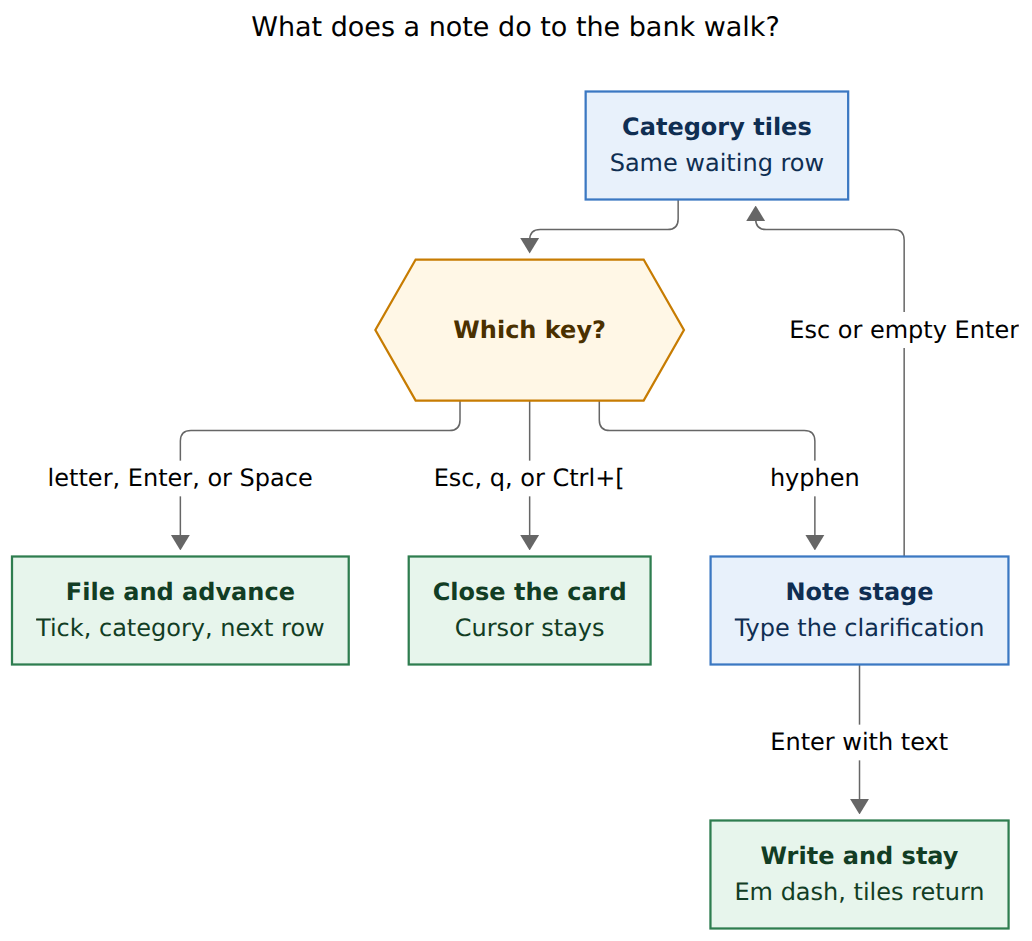 What does a note do to the bank walk?
Category tiles
Same waiting row
Which key?
Esc or empty Enter
letter, Enter, or Space
Esc, q, or Ctrl+[
hyphen
File and advance
Tick, category, next row
Close the card
Cursor stays
Note stage
Type the clarification
Enter with text
Write and stay
Em dash, tiles return